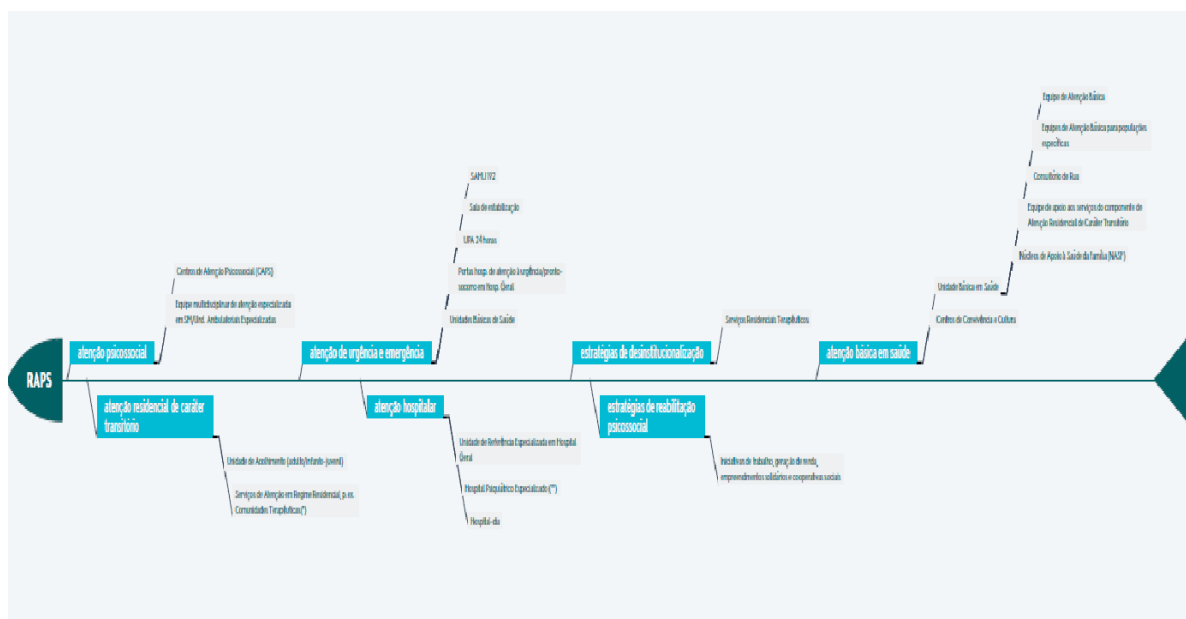 RAPS
atenção psicossocial
Centros de Atenção Psicossocial (CAPS)
Equipe multidisciplinar de atenção especializada
em SM/Unid. Ambulatoriais Especializadas
atenção residencial de caráter
transitório
Unidade de Acolhimento (adulto/infanto-juvenil)
Serviços de Atenção em Regime Residencial, p. ex.
Comunidades Terapêuticas(*)
atenção de urgência e emergência
SAMU 192
Sala de estabilização
UPA 24 horas
Portas hosp. de atenção à urgência/pronto-
socorro em Hosp. Geral
Unidades Básicas de Saúde
atenção hospitalar
Unidade de Referência Especializada em Hospital
Geral
Hospital Psiquiátrico Especializado (**)
Hospital-dia
estratégias de desinstitucionalização
Serviços Residenciais Terapêuticos
estratégias de reabilitação
psicossocial
Iniciativas de trabalho, geração de renda,
empreendimentos solidários e cooperativas sociais
atenção básica em saúde
Unidade Básica em Saúde
Equipe de Atenção Básica
Equipes de Atenção Básica para populações
específicas
Consultório de Rua
Equipe de apoio aos serviços do componente de
Atenção Residencial de Caráter Transitório
Núcleos de Apoio à Saúde da Família (NASF)
Centros de Convivência e Cultura